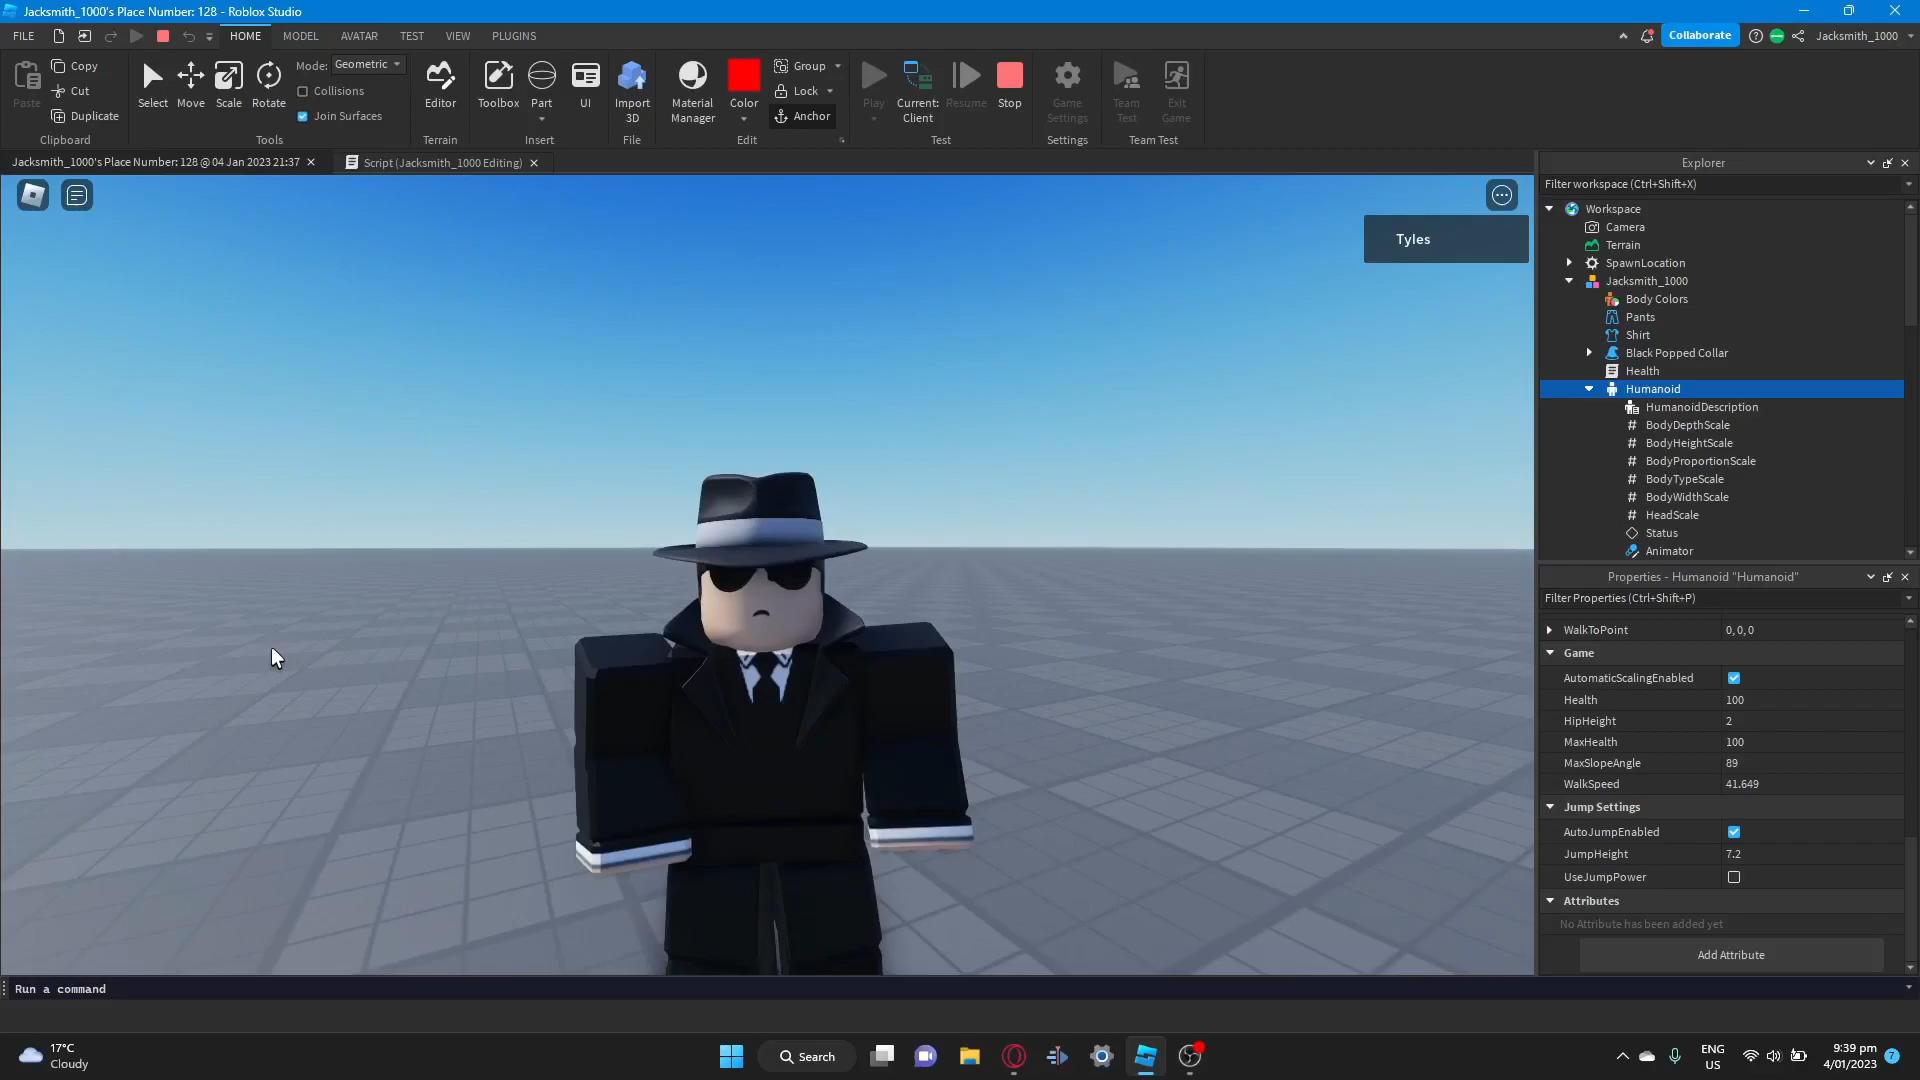 Jacksmith_1000's Place Number: 128 - Roblox Studio
FILE HOME MODEL AVATAR TEST VIEW PLUGINS Collaborate Jacksmith_1000
Paste
Copy
Cut
Duplicate
Clipboard
Select Move Scale Rotate
Mode: Geometric
Collisions
Join Surfaces
Tools
Editor
Terrain
Toolbox Part UI
Insert
Import 3D
File
Material Manager
Color
Group
Lock
Anchor
Edit
Play
Current: Client
Resume
Stop
Test
Game Settings
Settings
Team Test
Exit Game
Team Test
Jacksmith_1000's Place Number: 128 @ 04 Jan 2023 21:37
Script (Jacksmith_1000 Editing)
Tyles
Explorer
Filter workspace (Ctrl+Shift+X)
Workspace
Camera
Terrain
SpawnLocation
Jacksmith_1000
Body Colors
Pants
Shirt
Black Popped Collar
Health
Humanoid
HumanoidDescription
# BodyDepthScale
# BodyHeightScale
# BodyProportionScale
# BodyTypeScale
# BodyWidthScale
# HeadScale
Status
Animator
Properties - Humanoid "Humanoid"
Filter Properties (Ctrl+Shift+P)
WalkToPoint 0, 0, 0
Game
AutomaticScalingEnabled
Health 100
HipHeight 2
MaxHealth 100
MaxSlopeAngle 89
WalkSpeed 41.649
Jump Settings
AutoJumpEnabled
JumpHeight 7.2
UseJumpPower
Attributes
No Attribute has been added yet
Add Attribute
Run a command
17°C
Cloudy
Search
ENG
US
9:39 pm
4/01/2023
7